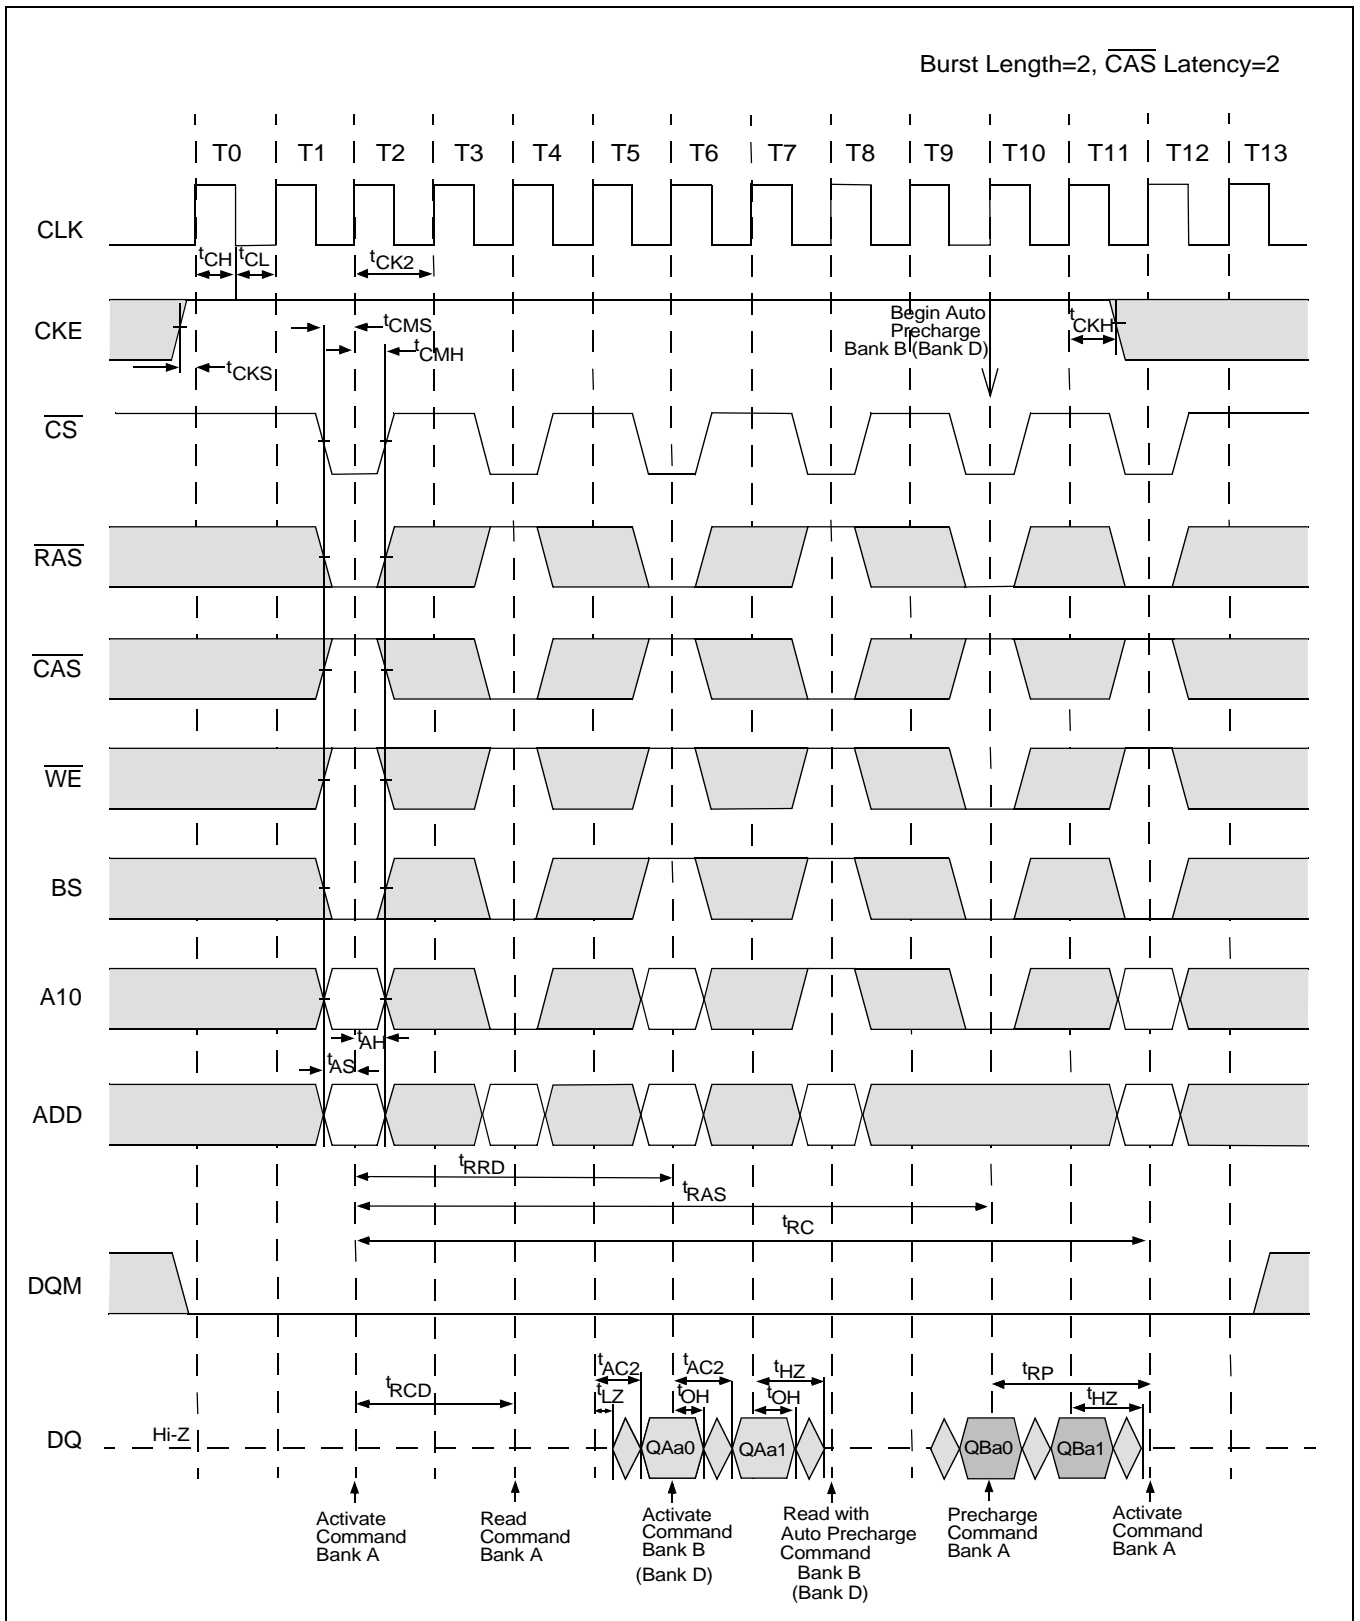 Burst Length=2, CAS Latency=2
T0 T1 T2 T3 T4 T5 T6 T7 T8 T9 T10 T11 T12 T13
CLK
tCH tCL tCK2
CKE
tCMS
tCMH
tCKS
Begin Auto
Precharge
Bank B (Bank D)
tCKH
CS
RAS
CAS
WE
BS
A10
tAH
tAS
ADD
tRRD
tRAS
tRC
DQM
tRCD
tAC2 tAC2 tHZ
tLZ tOH tOH
tRP
tHZ
DQ
Hi-Z
QAa0 QAa1 QBa0 QBa1
Activate
Command
Bank A
Read
Command
Bank A
Activate
Command
Bank B
(Bank D)
Read with
Auto Precharge
Command
Bank B
(Bank D)
Precharge
Command
Bank A
Activate
Command
Bank A